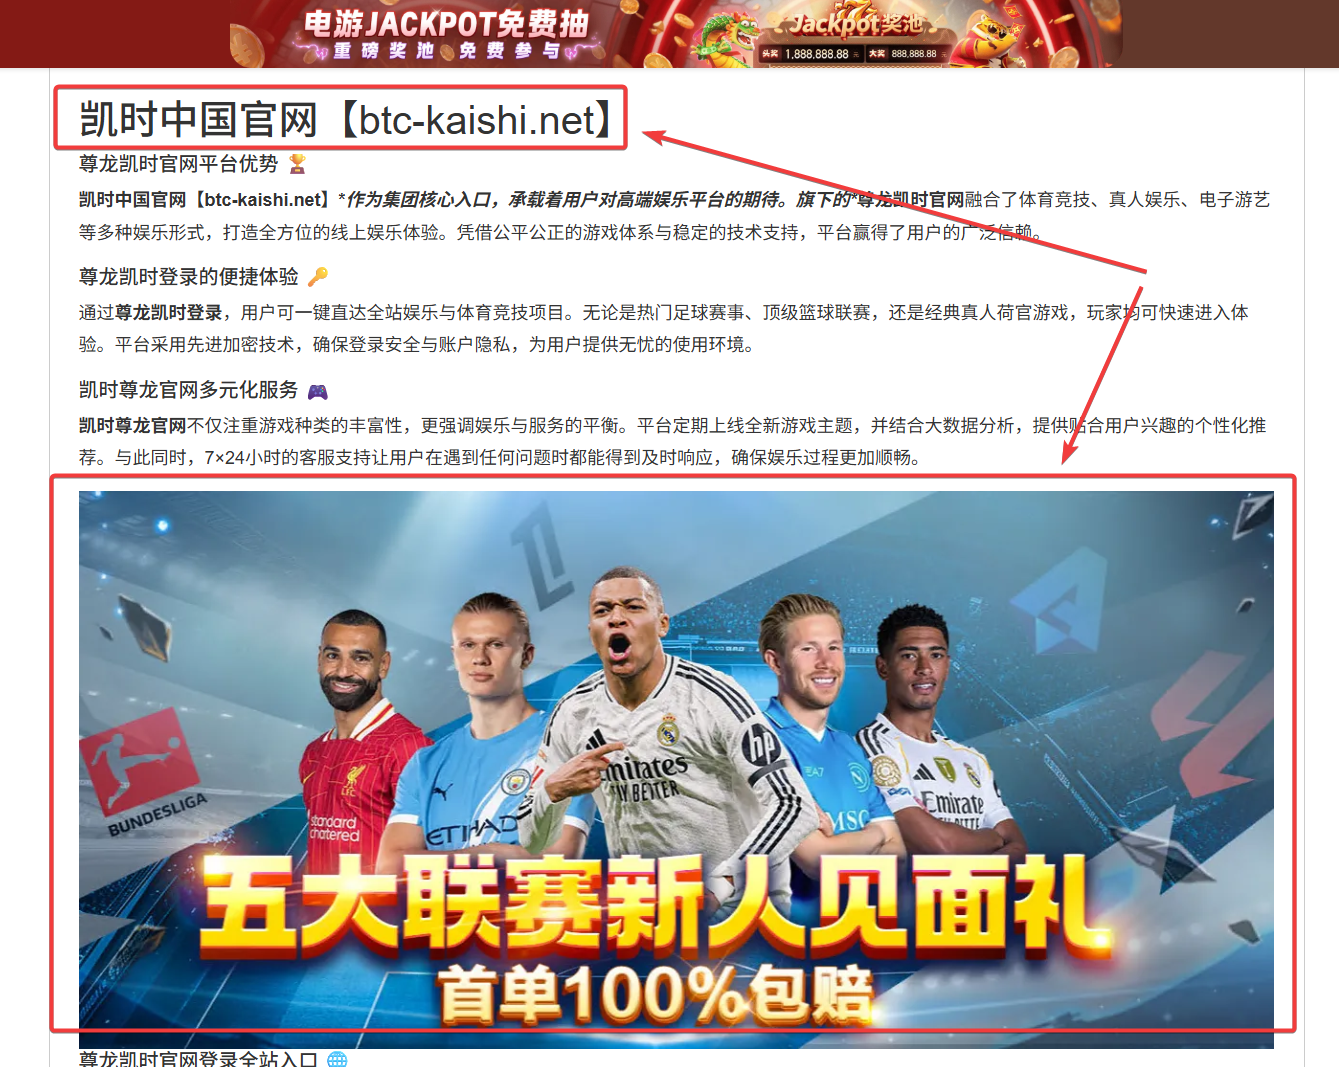 电游JACKPOT免费抽
重磅奖池 免费参与
Jackpot奖池
头奖 1,888,888.88 元 大奖 888,888.88 元
凯时中国官网【btc-kaishi.net】
尊龙凯时官网平台优势 🏆
凯时中国官网【btc-kaishi.net】*作为集团核心入口，承载着用户对高端娱乐平台的期待。旗下的*尊龙凯时官网融合了体育竞技、真人娱乐、电子游艺
等多种娱乐形式，打造全方位的线上娱乐体验。凭借公平公正的游戏体系与稳定的技术支持，平台赢得了用户的广泛信赖。
尊龙凯时登录的便捷体验 🔑
通过尊龙凯时登录，用户可一键直达全站娱乐与体育竞技项目。无论是热门足球赛事、顶级篮球联赛，还是经典真人荷官游戏，玩家均可快速进入体
验。平台采用先进加密技术，确保登录安全与账户隐私，为用户提供无忧的使用环境。
凯时尊龙官网多元化服务 🎮
凯时尊龙官网不仅注重游戏种类的丰富性，更强调娱乐与服务的平衡。平台定期上线全新游戏主题，并结合大数据分析，提供贴合用户兴趣的个性化推
荐。与此同时，7×24小时的客服支持让用户在遇到任何问题时都能得到及时响应，确保娱乐过程更加顺畅。
BUNDESLIGA
standard
chartered
ETIHAD
hp
Emirates
FLY BETTER
EA7
MSC
Emirate
五大联赛新人见面礼
首单100%包赔
尊龙凯时官网登录全站入口 🌐